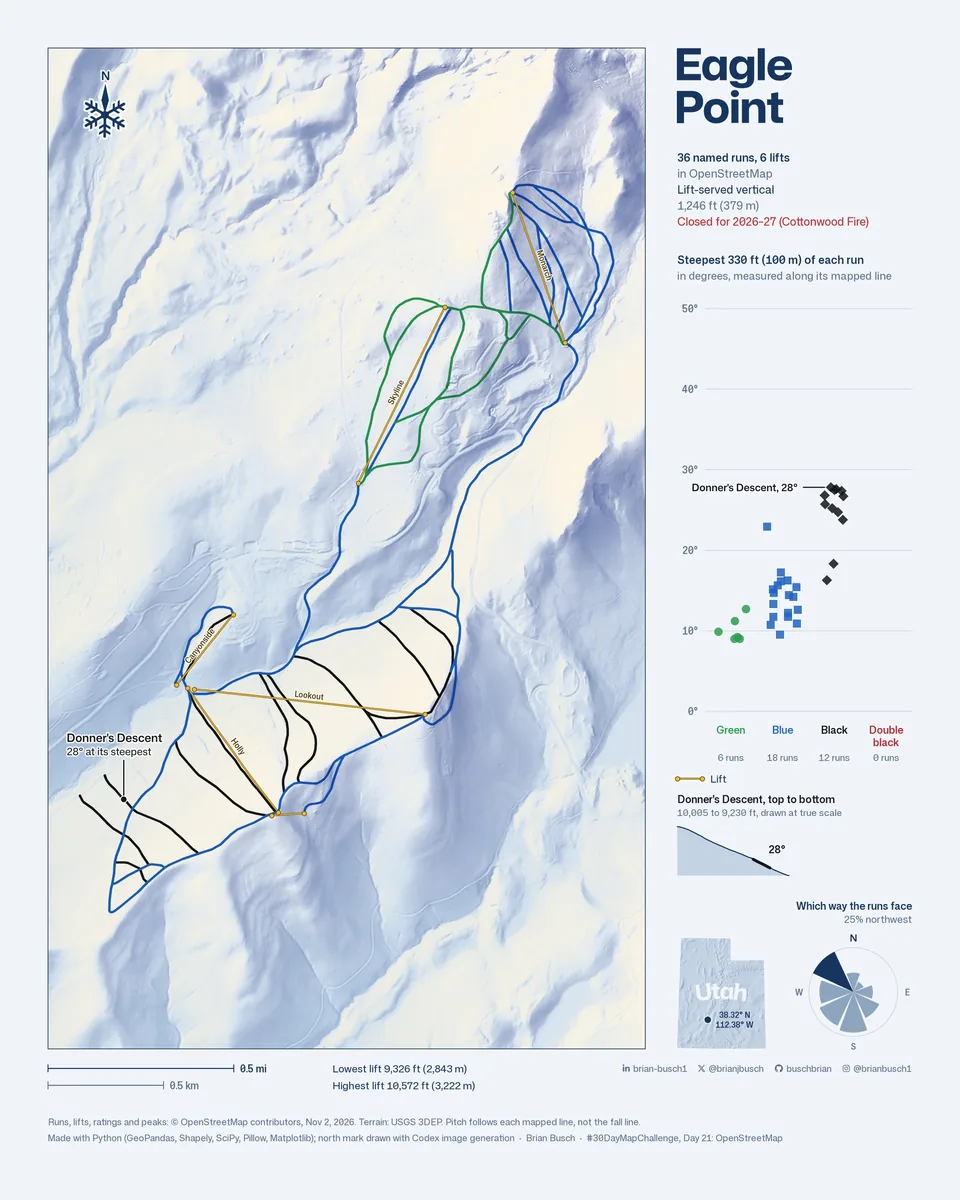 Eagle
Point
36 named runs, 6 lifts
in OpenStreetMap
Lift-served vertical
1,246 ft (379 m)
Closed for 2026–27 (Cottonwood Fire)
Steepest 330 ft (100 m) of each run
in degrees, measured along its mapped line
50°
40°
30°
Donner's Descent, 28°
20°
10°
0°
Green
Blue
Black
Double
black
6 runs
18 runs
12 runs
0 runs
Lift
Donner's Descent, top to bottom
10,005 to 9,230 ft, drawn at true scale
28°
Which way the runs face
25% northwest
N
W
E
S
Utah
38.32° N
112.38° W
N
Monarch
Skyline
Canyonside
Lookout
Holly
Donner's Descent
28° at its steepest
0.5 mi
0.5 km
Lowest lift 9,326 ft (2,843 m)
Highest lift 10,572 ft (3,222 m)
brian-busch1
@brianjbusch
buschbrian
@brianbusch1
Runs, lifts, ratings and peaks: © OpenStreetMap contributors, Nov 2, 2026. Terrain: USGS 3DEP. Pitch follows each mapped line, not the fall line.
Made with Python (GeoPandas, Shapely, SciPy, Pillow, Matplotlib); north mark drawn with Codex image generation · Brian Busch · #30DayMapChallenge, Day 21: OpenStreetMap